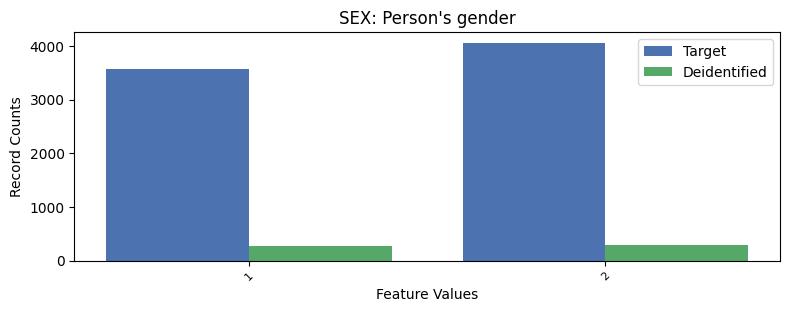 SEX: Person's gender
Target
Deidentified
Record Counts
4000
3000
2000
1000
0
1
2
Feature Values